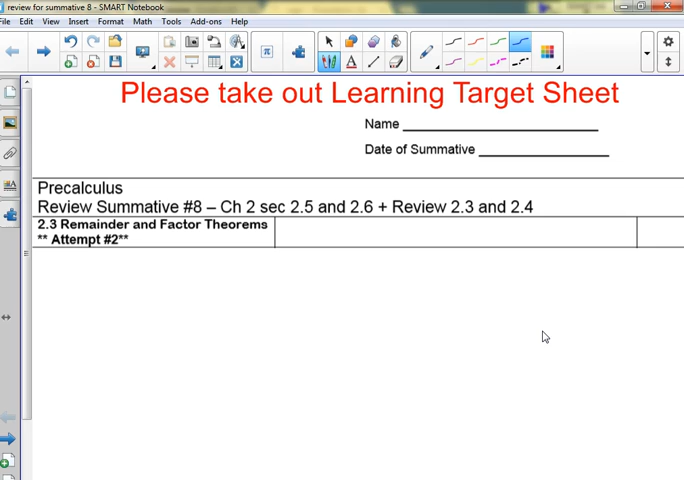 review for summative 8 - SMART Notebook
File Edit View Insert Format Math Tools Add-ons Help
Please take out Learning Target Sheet
Name
Date of Summative
Precalculus
Review Summative #8 – Ch 2 sec 2.5 and 2.6 + Review 2.3 and 2.4
2.3 Remainder and Factor Theorems
** Attempt #2**